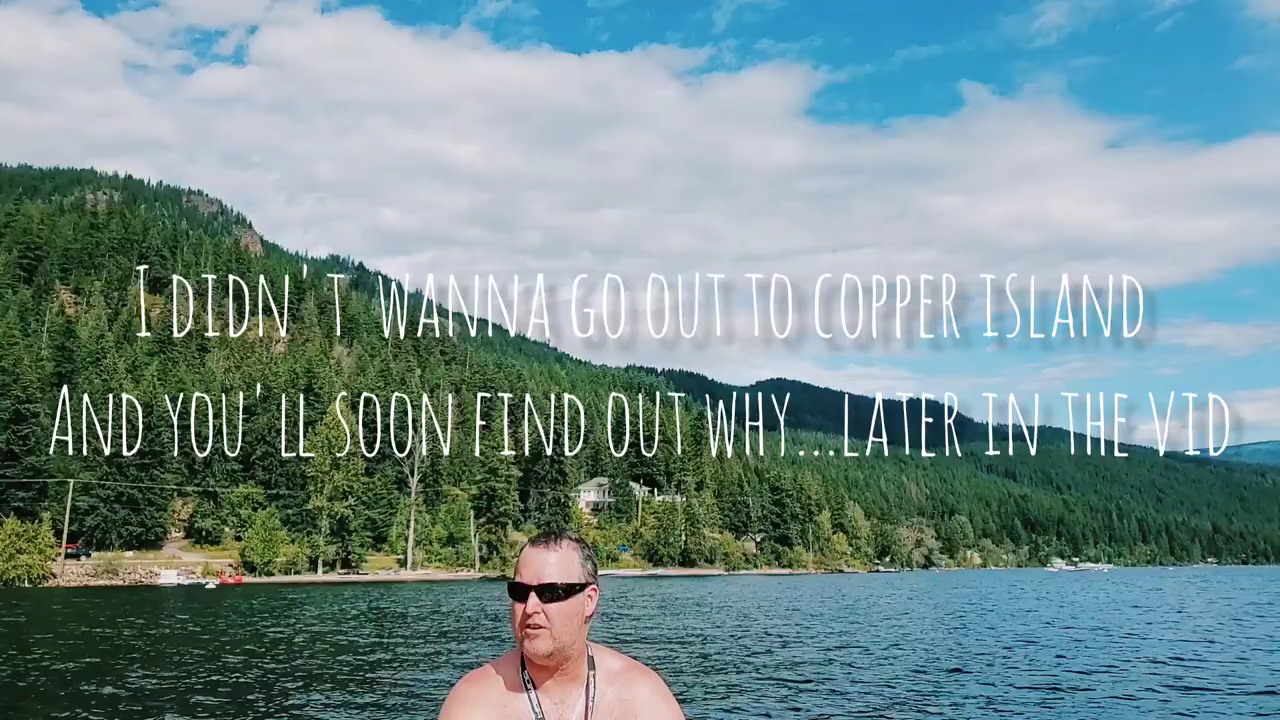 I didn't wanna go out to copper island
And you'll soon find out why...later in the vid